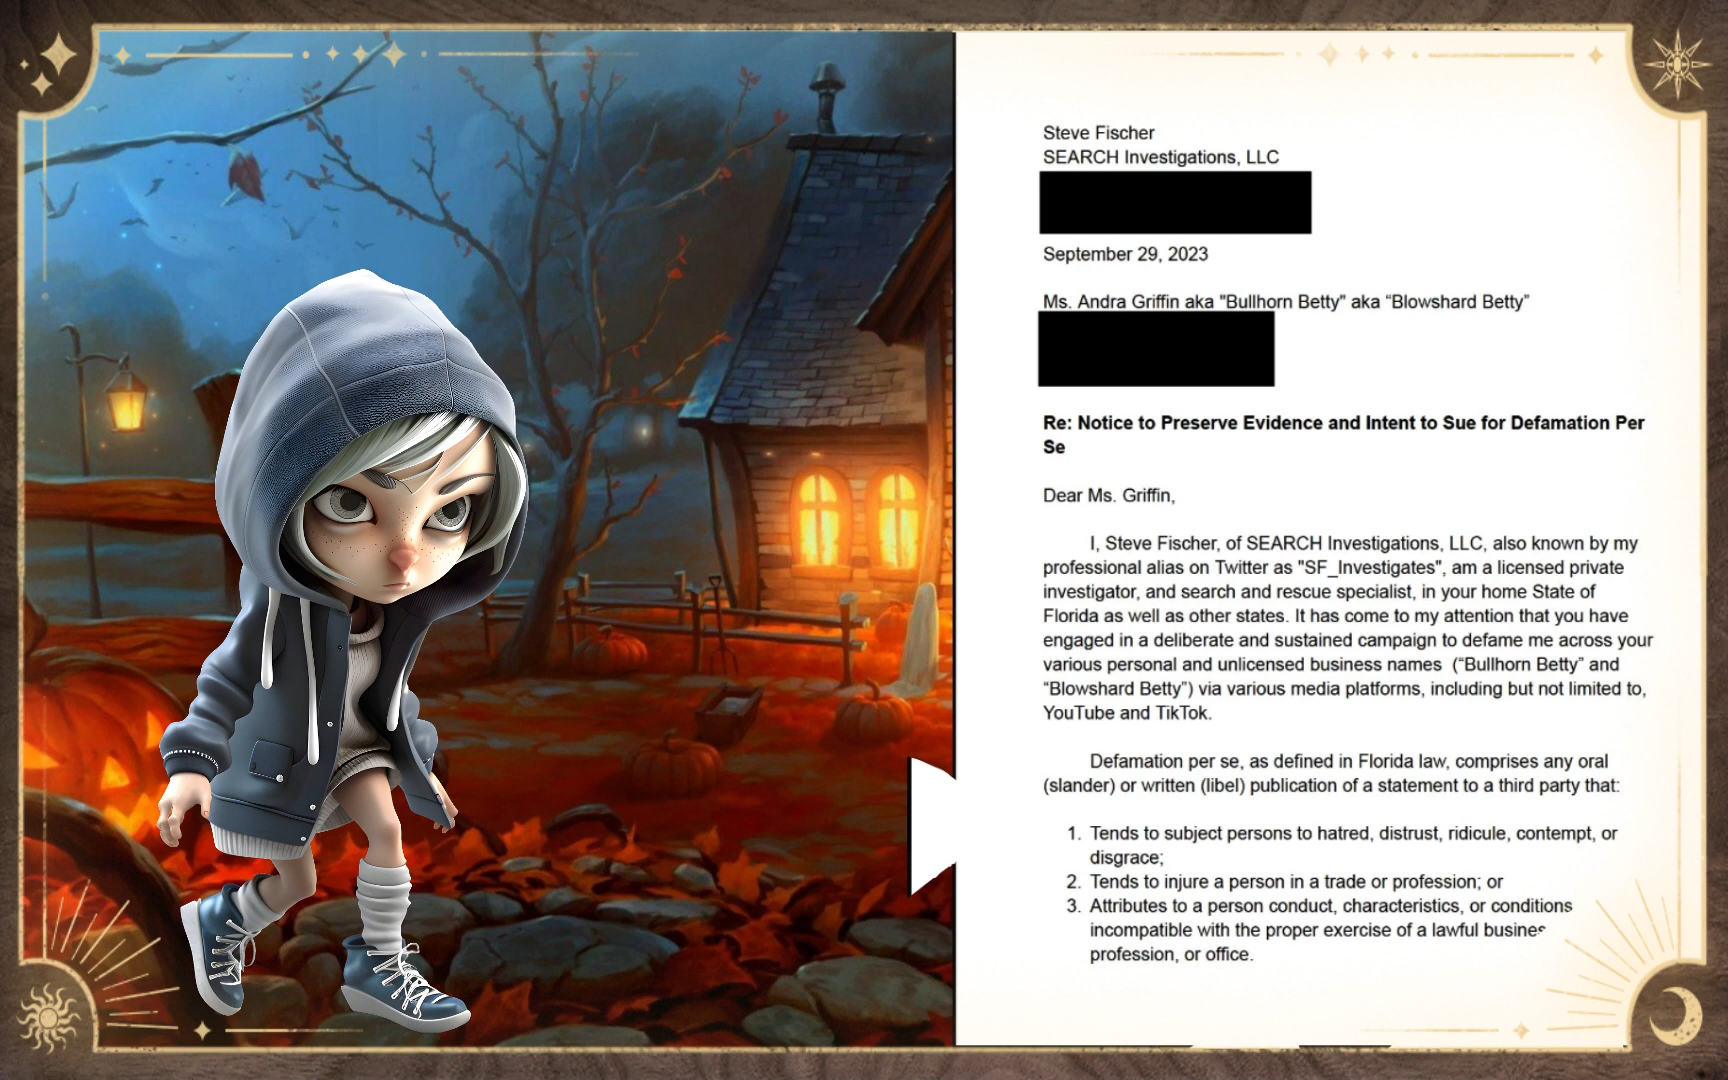 Steve Fischer
SEARCH Investigations, LLC
September 29, 2023
Ms. Andra Griffin aka "Bullhorn Betty" aka “Blowshard Betty”
Re: Notice to Preserve Evidence and Intent to Sue for Defamation Per
Se
Dear Ms. Griffin,
I, Steve Fischer, of SEARCH Investigations, LLC, also known by my
professional alias on Twitter as "SF_Investigates", am a licensed private
investigator, and search and rescue specialist, in your home State of
Florida as well as other states. It has come to my attention that you have
engaged in a deliberate and sustained campaign to defame me across your
various personal and unlicensed business names (“Bullhorn Betty” and
“Blowshard Betty”) via various media platforms, including but not limited to,
YouTube and TikTok.
Defamation per se, as defined in Florida law, comprises any oral
(slander) or written (libel) publication of a statement to a third party that:
1. Tends to subject persons to hatred, distrust, ridicule, contempt, or
disgrace;
2. Tends to injure a person in a trade or profession; or
3. Attributes to a person conduct, characteristics, or conditions
incompatible with the proper exercise of a lawful busines
profession, or office.